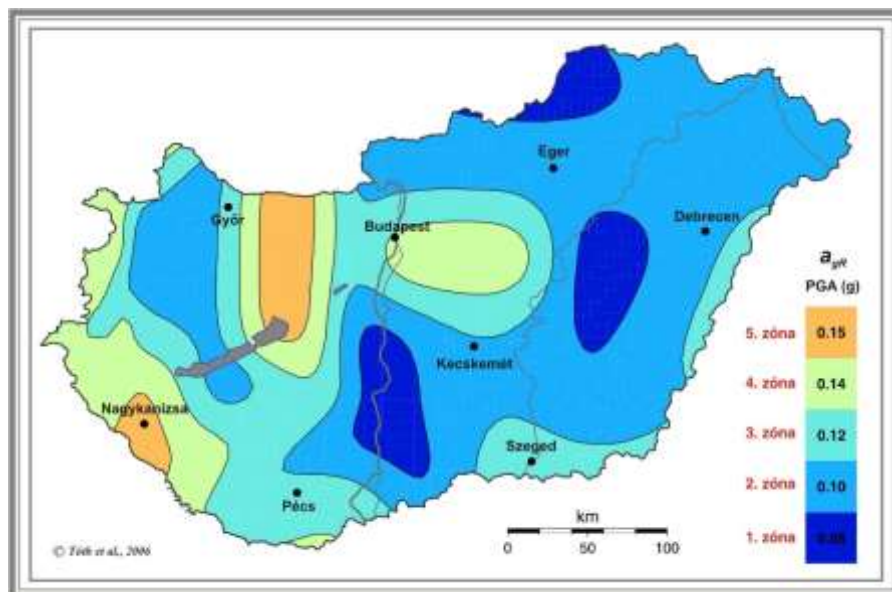 Eger
Győr
Budapest
Debrecen
a_gR
PGA (g)
5. zóna 0.15
Kecskemét
4. zóna 0.14
Nagykanizsa
3. zóna 0.12
Szeged
2. zóna 0.10
Pécs
km
1. zóna
0 50 100
© Tóth et al., 2006